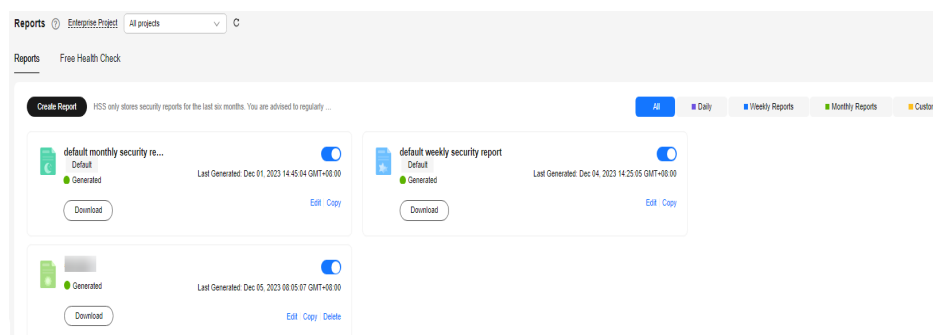 Reports Enterprise Project All projects
Reports Free Health Check
Create Report HSS only stores security reports for the last six months. You are advised to regularly ... All Daily Weekly Reports Monthly Reports Custom
default monthly security re...
Default
Generated
Last Generated: Dec 01, 2023 14:45:04 GMT+08:00
Download
Edit Copy
default weekly security report
Default
Generated
Last Generated: Dec 04, 2023 14:25:05 GMT+08:00
Download
Edit Copy
Generated
Last Generated: Dec 05, 2023 08:05:07 GMT+08:00
Download
Edit Copy Delete